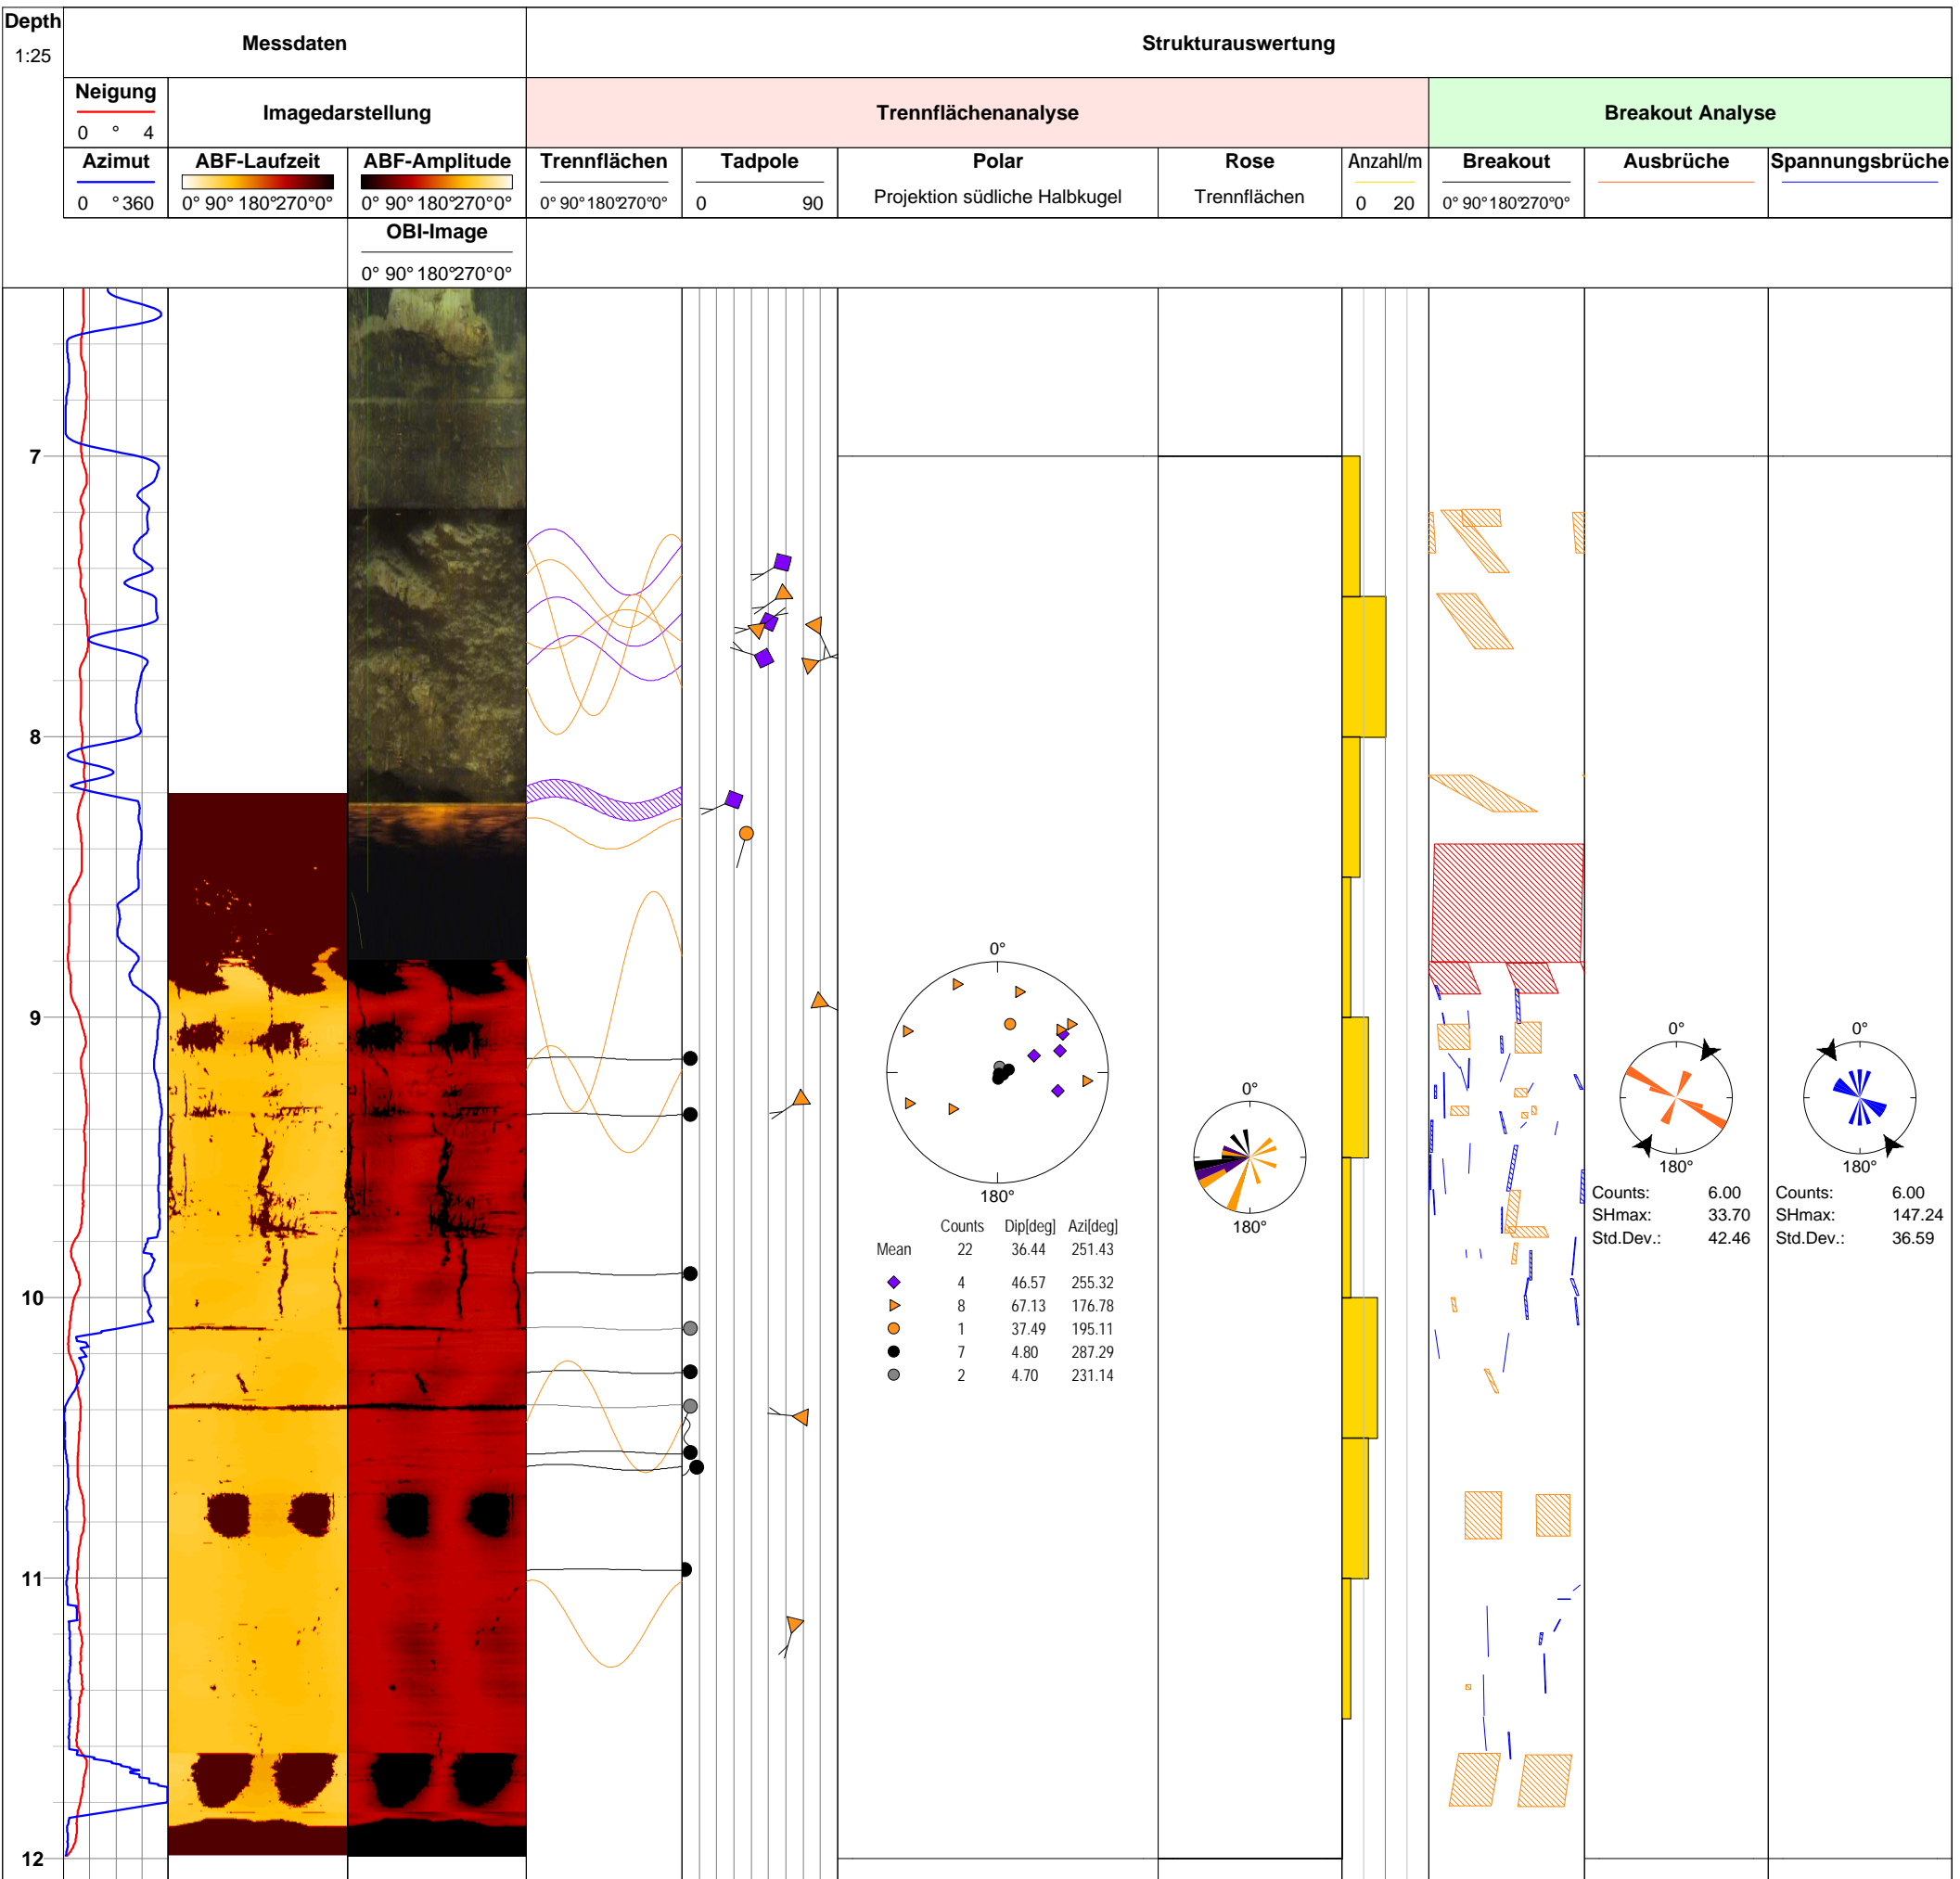 Depth
1:25
Messdaten
Strukturauswertung
Neigung
0 ° 4
Imagedarstellung
Trennflächenanalyse
Breakout Analyse
Azimut
0 ° 360
ABF-Laufzeit
0° 90° 180°270°0°
ABF-Amplitude
0° 90° 180°270°0°
Trennflächen
0° 90°180°270°0°
Tadpole
0 90
Polar
Projektion südliche Halbkugel
Rose
Trennflächen
Anzahl/m
0 20
Breakout
0° 90°180°270°0°
Ausbrüche
Spannungsbrüche
OBI-Image
0° 90° 180°270°0°
7
8
9
10
11
12
0°
180°
Counts Dip[deg] Azi[deg]
Mean 22 36.44 251.43
4 46.57 255.32
8 67.13 176.78
1 37.49 195.11
7 4.80 287.29
2 4.70 231.14
0°
180°
0°
180°
Counts: 6.00
SHmax: 33.70
Std.Dev.: 42.46
0°
180°
Counts: 6.00
SHmax: 147.24
Std.Dev.: 36.59